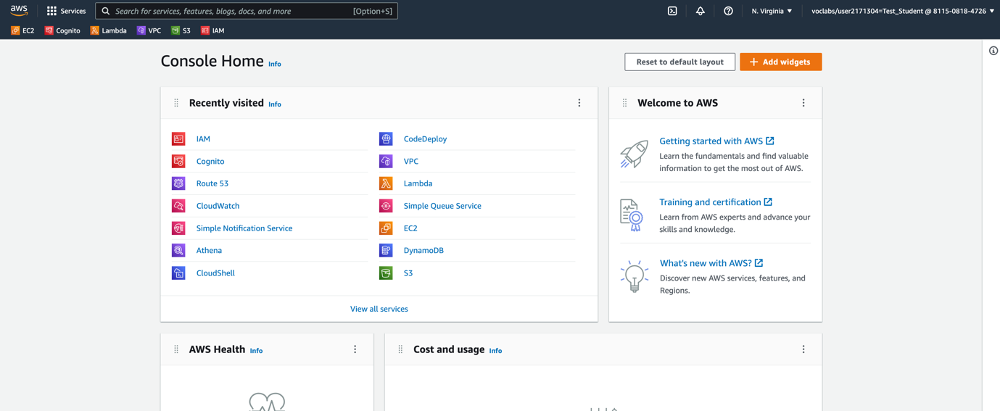 aws
Services
Search for services, features, blogs, docs, and more
[Option+S]
N. Virginia
voclabs/user2171304=Test_Student @ 8115-0818-4726
EC2
Cognito
Lambda
VPC
S3
IAM
Console Home Info
Reset to default layout
Add widgets
Recently visited Info
IAM
Cognito
Route 53
CloudWatch
Simple Notification Service
Athena
CloudShell
CodeDeploy
VPC
Lambda
Simple Queue Service
EC2
DynamoDB
S3
View all services
Welcome to AWS
Getting started with AWS
Learn the fundamentals and find valuable
information to get the most out of AWS.
Training and certification
Learn from AWS experts and advance your
skills and knowledge.
What's new with AWS?
Discover new AWS services, features, and
Regions.
AWS Health Info
Cost and usage Info